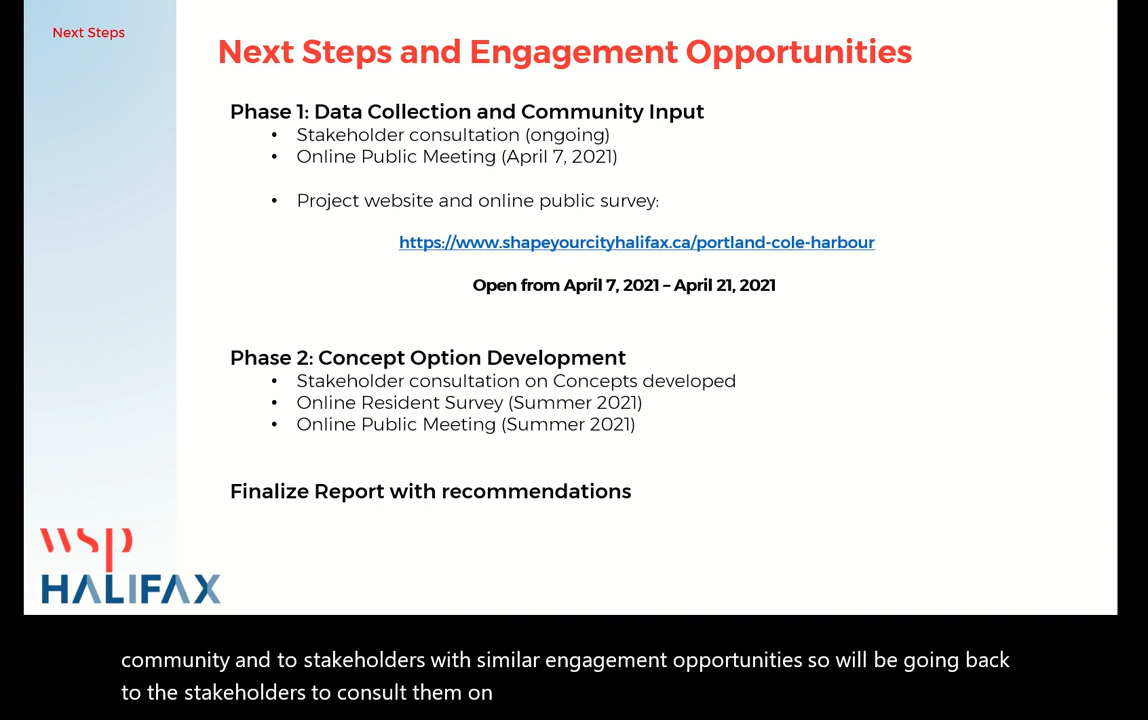 Next Steps
Next Steps and Engagement Opportunities
Phase 1: Data Collection and Community Input
• Stakeholder consultation (ongoing)
• Online Public Meeting (April 7, 2021)
• Project website and online public survey:
https://www.shapeyourcityhalifax.ca/portland-cole-harbour
Open from April 7, 2021 – April 21, 2021
Phase 2: Concept Option Development
• Stakeholder consultation on Concepts developed
• Online Resident Survey (Summer 2021)
• Online Public Meeting (Summer 2021)
Finalize Report with recommendations
wsp
HALIFAX
community and to stakeholders with similar engagement opportunities so will be going back
to the stakeholders to consult them on